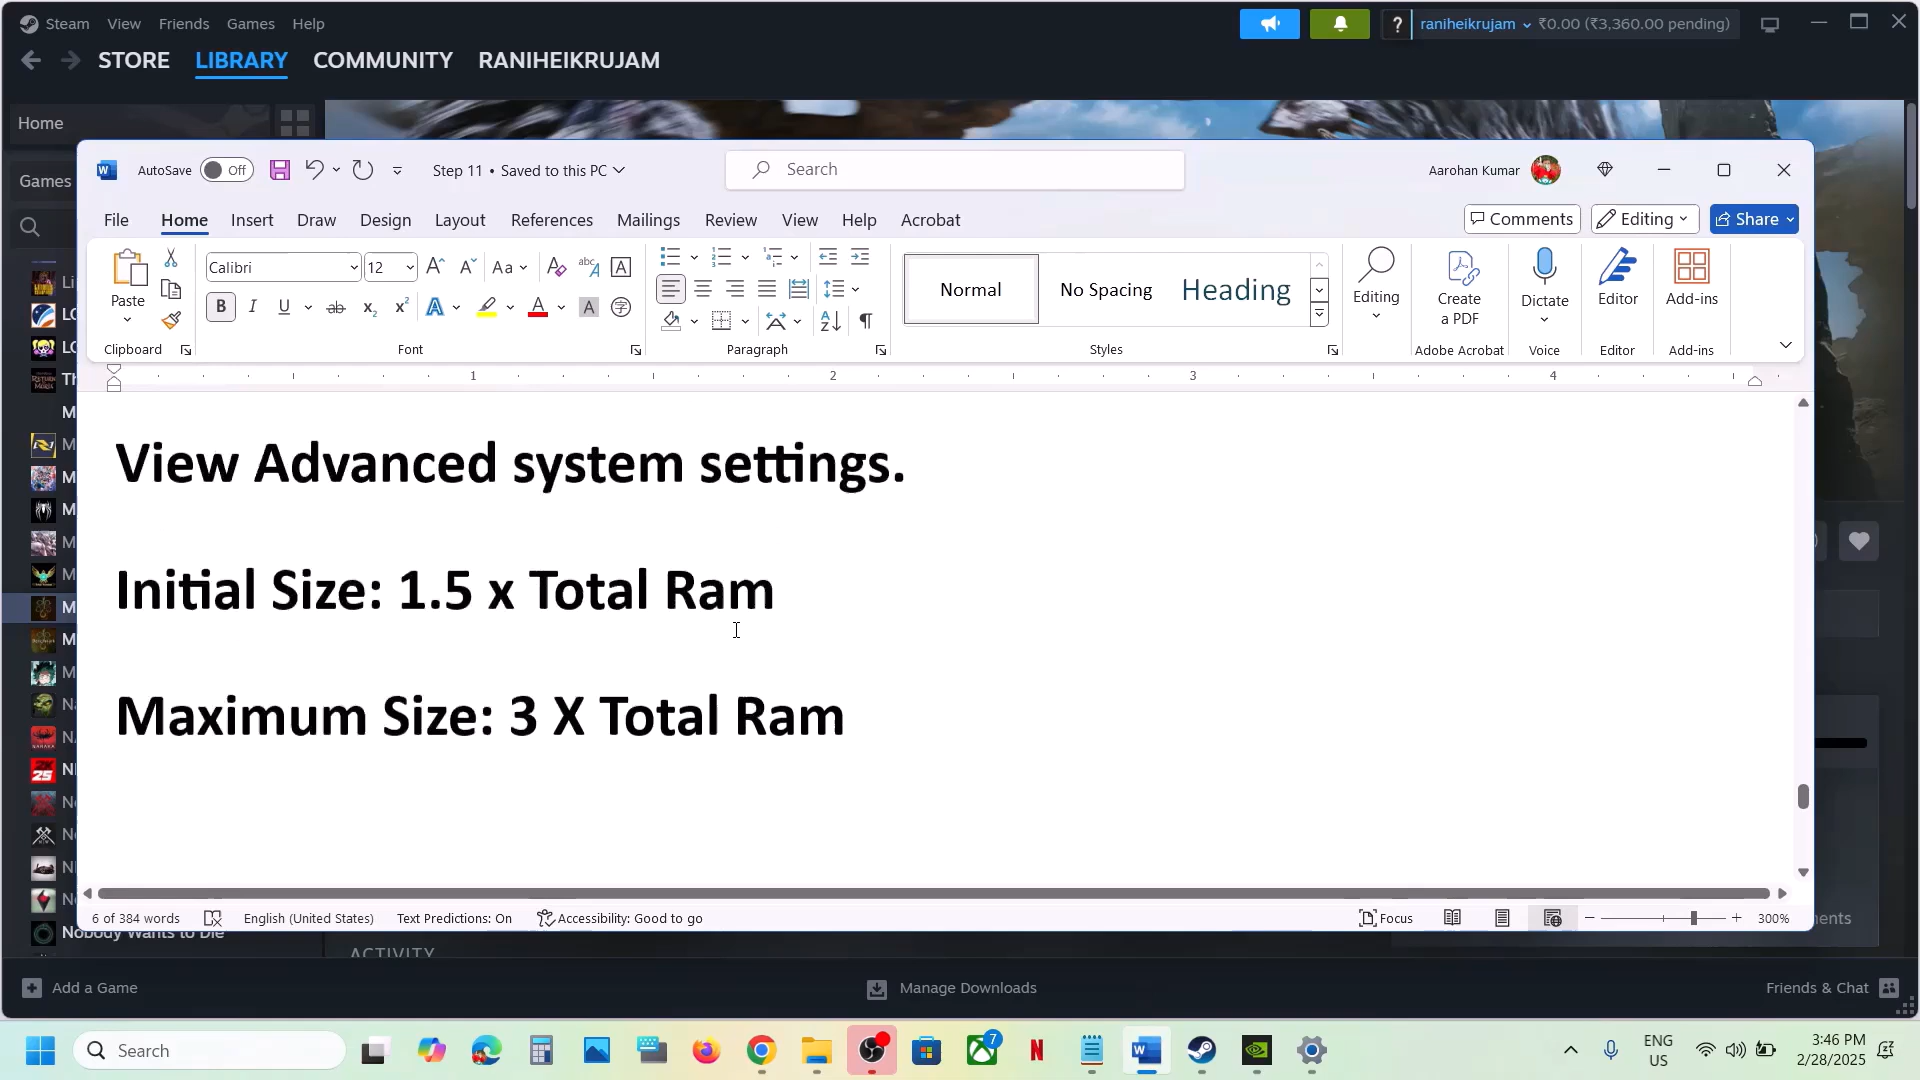 Steam View Friends Games Help
? raniheikrujam ₹0.00 (₹3,360.00 pending)
STORE LIBRARY COMMUNITY RANIHEIKRUJAM
Home
Games
AutoSave Off Step 11 • Saved to this PC Search Aarohan Kumar
File Home Insert Draw Design Layout References Mailings Review View Help Acrobat Comments Editing Share
Paste
Clipboard
Calibri 12
Font
Paragraph
Normal No Spacing Heading
Styles
Editing
Create
a PDF
Adobe Acrobat
Dictate
Voice
Editor
Editor
Add-ins
Add-ins
1 2 3 4
View Advanced system settings.
Initial Size: 1.5 x Total Ram
Maximum Size: 3 X Total Ram
6 of 384 words English (United States) Text Predictions: On Accessibility: Good to go Focus 300%
Nobody Wants to Die
ACTIVITY
Add a Game Manage Downloads Friends & Chat
Search 7 ENG
US
3:46 PM
2/28/2025